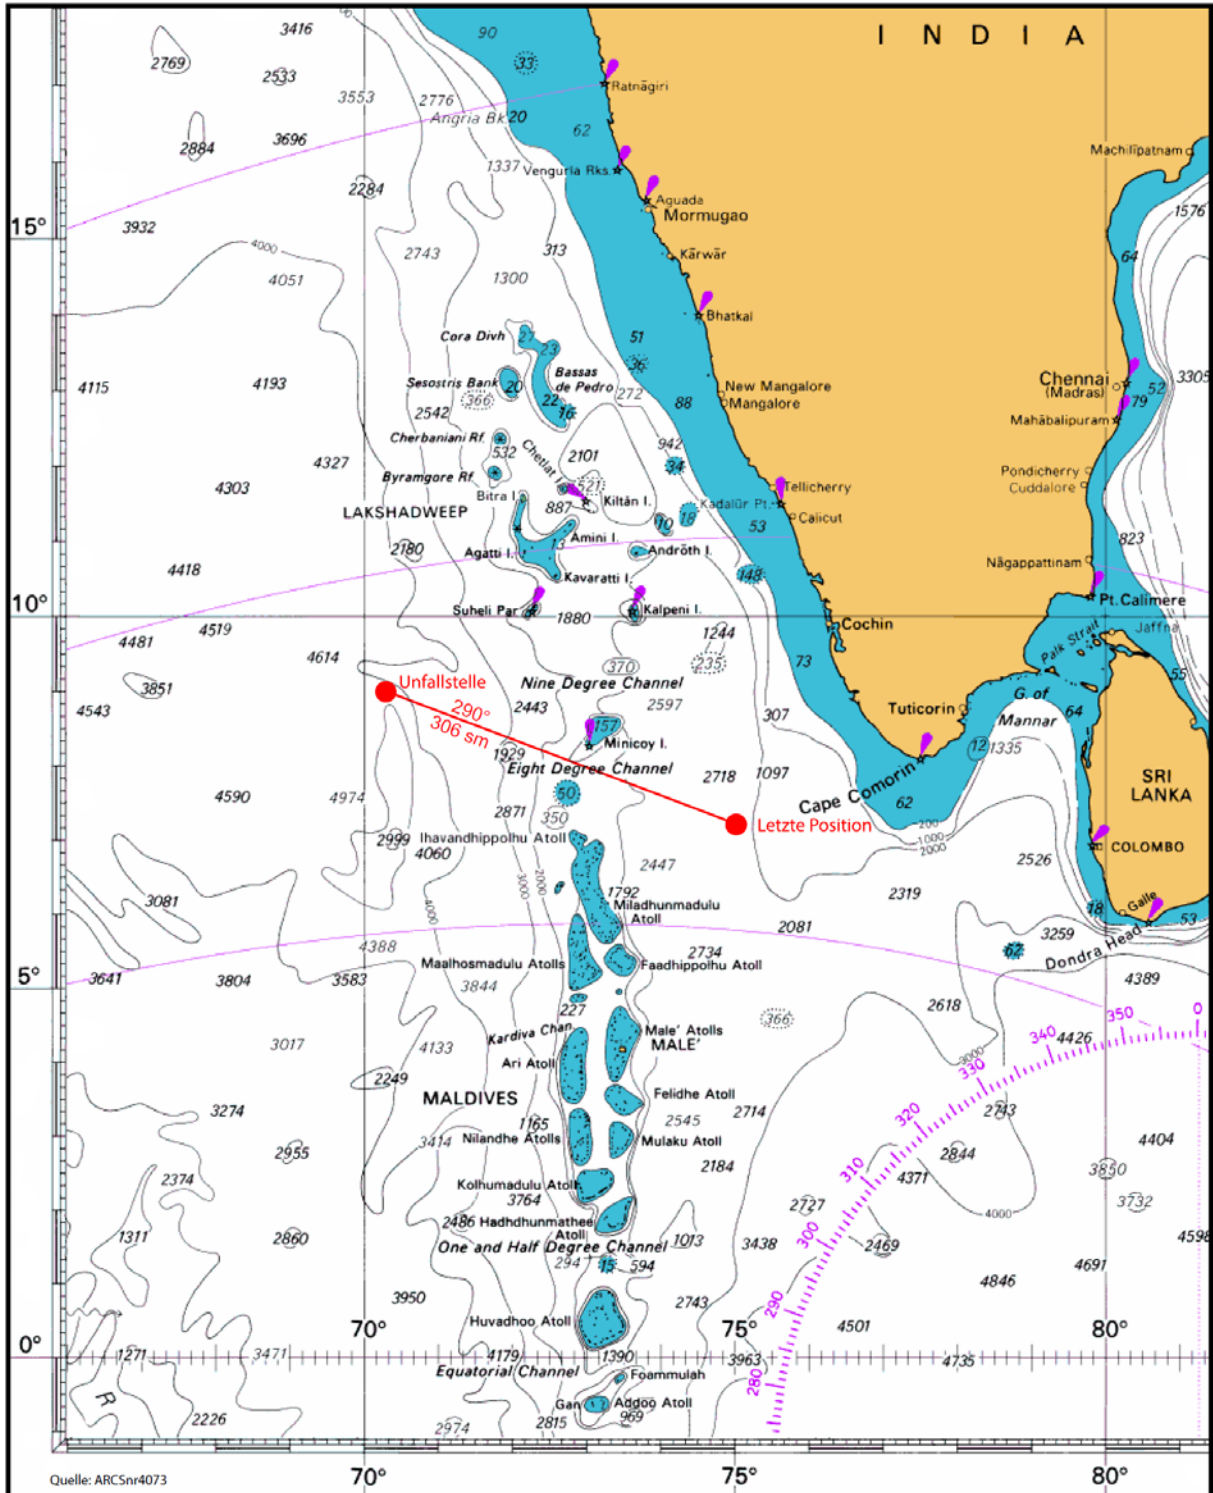 I N D I A
3416
90
33
2769
2533
3553
2776
Ratnāgiri
Angria Bk 20
62
3696
2884
1337
Vengurla Rks.
Machilīpatnam
2284
Aguada
Mormugao
15°
3932
1576
4000
4051
2743
313
Kārwār
64
1300
Bhatkal
Cora Divh
27
23
51
36
4115
4193
Sesostris Bank
20
Bassas
de Pedro
366
22
16
272
88
New Mangalore
Mangalore
Chennai
(Madras)
52
3305
79
Mahābalipuram
2542
Cherbaniani Rf.
532
Chetlat I.
2101
942
34
4327
Byramgore Rf
521
Pondicherry
Cuddalore
4303
Bitra I.
Kiltān I.
Tellicherry
Kadalūr Pt.
LAKSHADWEEP
887
10
18
53
Calicut
823
2180
Amini I.
13
Agatti I.
Andrōth I.
Nāgappattinam
4418
Kavaratti I.
148
Suheli Par
Kalpeni I.
Pt. Calimere
10°
1880
Cochin
Jaffna
Palk Strait
4481
4519
1244
4614
370
235
73
55
3851
Unfallstelle
Nine Degree Channel
G. of
Mannar
4543
290°
306 sm
2443
2597
307
Tuticorin
64
157
Minicoy I.
12
1335
1929
Eight Degree Channel
2718
1097
Cape Comorin
SRI
LANKA
4590
4974
2871
50
62
350
Letzte Position
200
1000
2000
2999
4060
Ihavandhippolhu Atoll
COLOMBO
2447
2526
3000
2000
3081
4000
1792
2319
Miladhunmadulu
Atoll
18
Galle
53
4388
2081
3259
Dondra Head
3641
3804
3583
Maalhosmadulu Atolls
2734
Faadhippolhu Atoll
62
4389
5°
3844
227
2618
Kardiva Chan.
Male' Atolls
MALE'
366
3017
4133
Ari Atoll
3000
4426
350
0
340
330
2249
MALDIVES
Felidhe Atoll
3274
1165
2545
2714
320
2743
2955
3414
Nilandhe Atolls
Mulaku Atoll
4404
2844
2374
2184
310
4371
3850
Kolhumadulu Atoll
3764
2727
3732
2486
Hadhdhunmathee
Atoll
4000
1311
2860
One and Half Degree Channel
1013
3438
300
2469
4598
294
15
594
4691
4846
3950
2743
290
Huvadhoo Atoll
4501
0°
70°
75°
80°
1271
3471
4179
1390
3963
4735
Equatorial Channel
Foammulah
280
R
Gan
Addoo Atoll
2226
2974
2815
969
Quelle: ARCSnr4073
70°
75°
80°